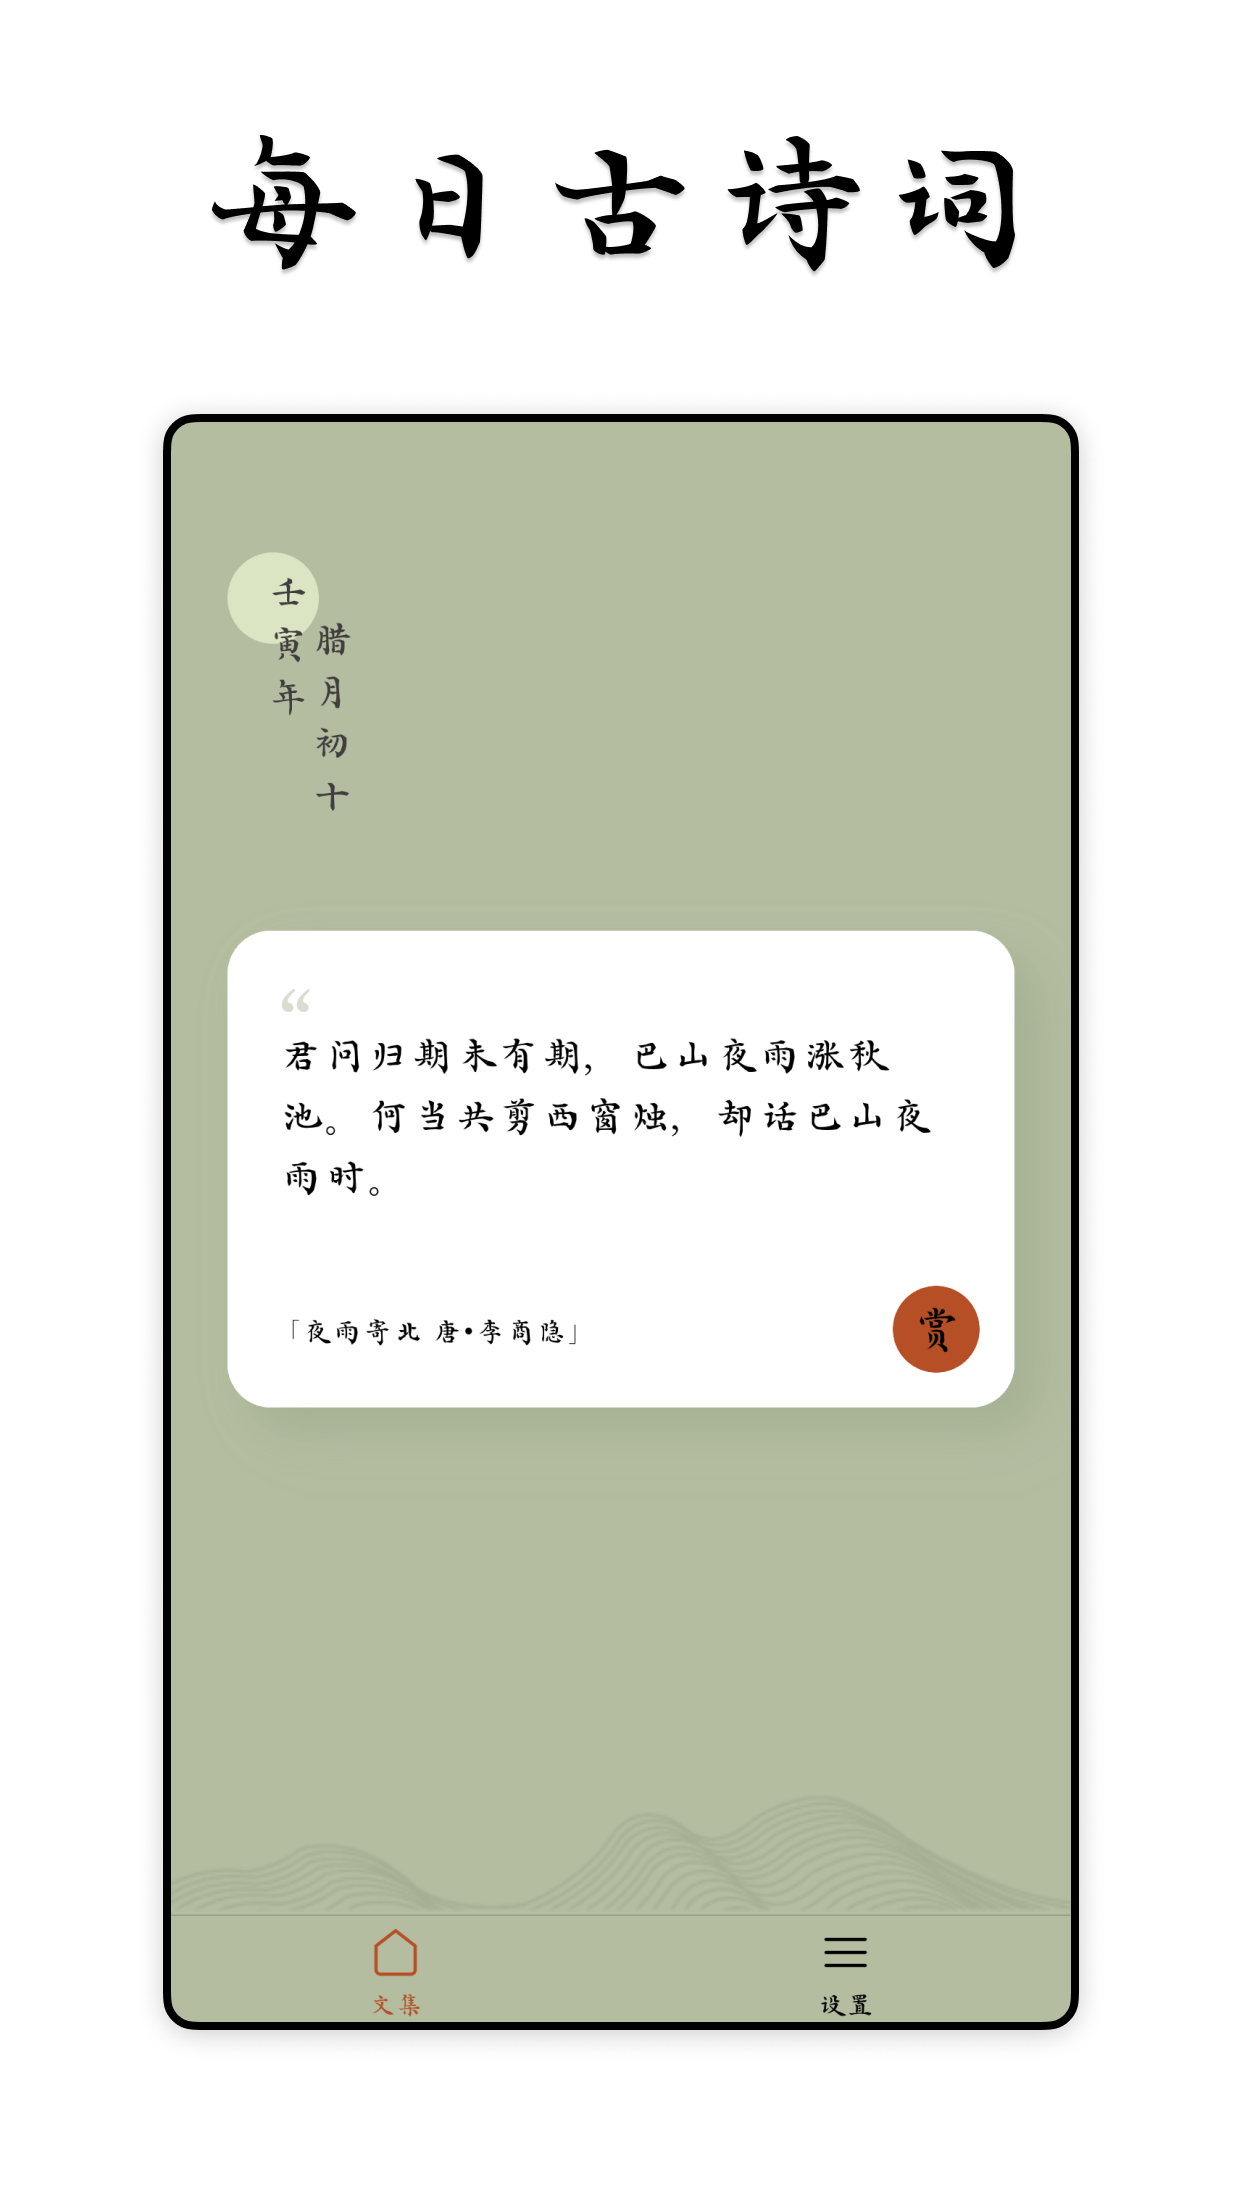 每日古诗词
壬寅年
腊月初十
“
君问归期未有期， 巴山夜雨涨秋
池。 何当共剪西窗烛， 却话巴山夜
雨时。
「夜雨寄北 唐•李商隐」
赏
文集
设置